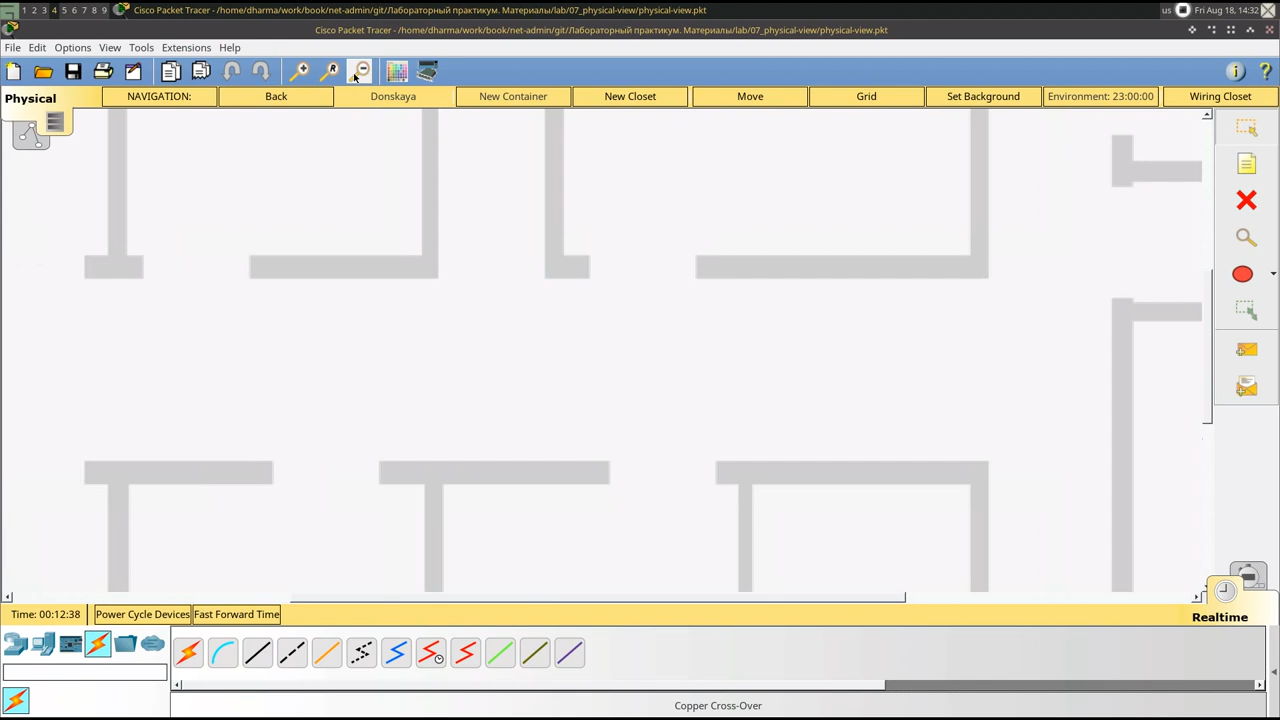 1 2 3 4 5 6 7 8 9
Cisco Packet Tracer - /home/dharma/work/book/net-admin/git/Лабораторный практикум. Материалы/lab/07_physical-view/physical-view.pkt
us
Fri Aug 18, 14:32
Cisco Packet Tracer - /home/dharma/work/book/net-admin/git/Лабораторный практикум. Материалы/lab/07_physical-view/physical-view.pkt
File Edit Options View Tools Extensions Help
Physical
NAVIGATION:
Back
Donskaya
New Container
New Closet
Move
Grid
Set Background
Environment: 23:00:00
Wiring Closet
Time: 00:12:38
Power Cycle Devices
Fast Forward Time
Realtime
Copper Cross-Over